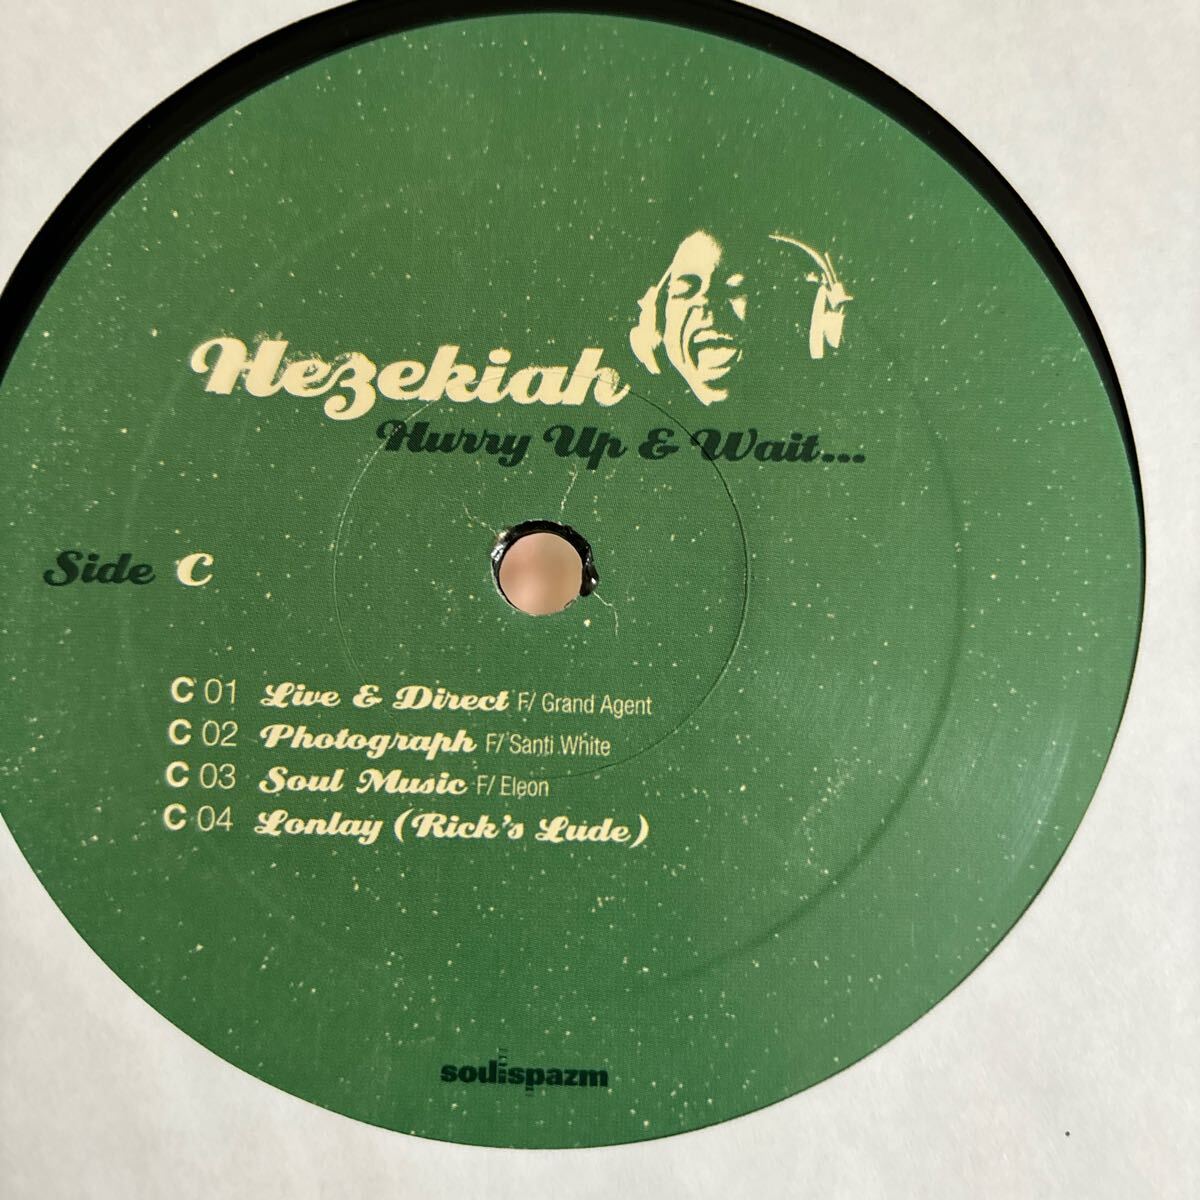 Hezekiah
Hurry Up & Wait...
Side C
C 01 Live & Direct F/ Grand Agent
C 02 Photograph F/ Santi White
C 03 Soul Music F/ Eleon
C 04 Lonlay (Rick's Lude)
soulspazm